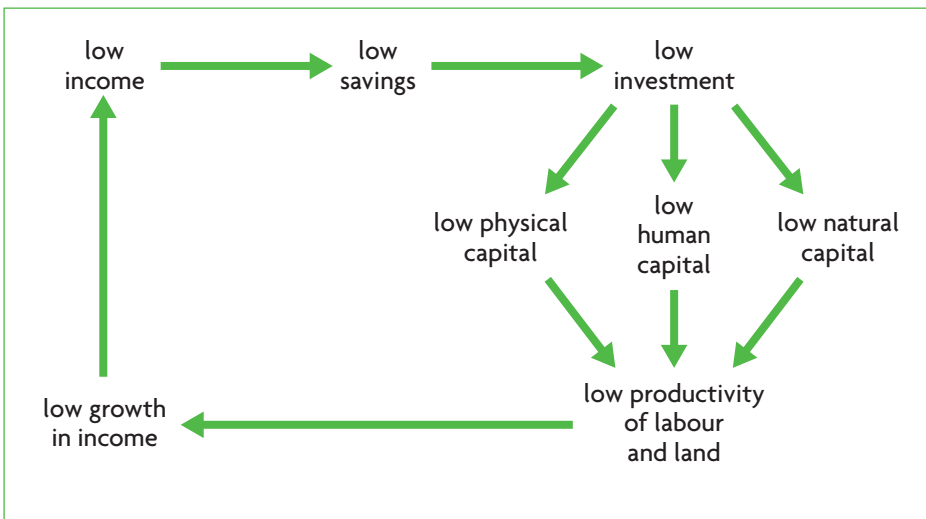 low
income
low
savings
low
investment
low physical
capital
low
human
capital
low natural
capital
low productivity
of labour
and land
low growth
in income